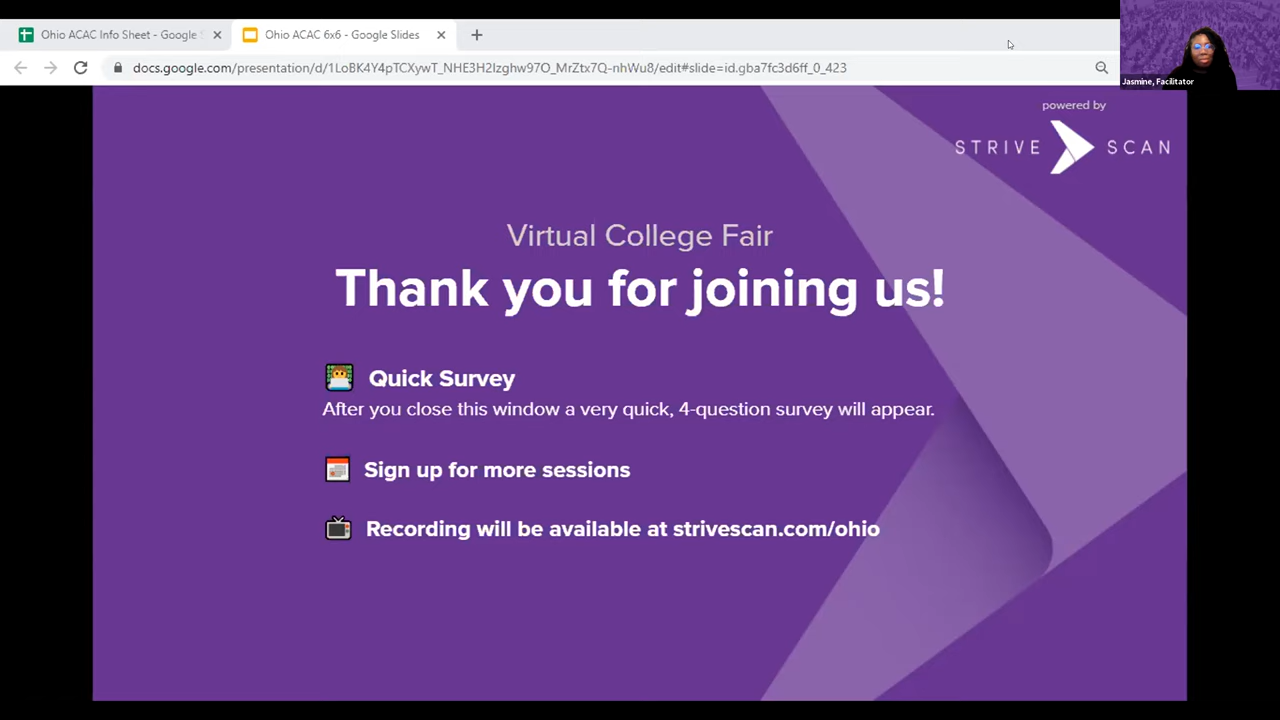 Ohio ACAC Info Sheet - Google
Ohio ACAC 6x6 - Google Slides
docs.google.com/presentation/d/1LoBK4Y4pTCXywT_NHE3H2Izghw97O_MrZtx7Q-nhWu8/edit#slide=id.gba7fc3d6ff_0_423
Jasmine, Facilitator
powered by
STRIVE SCAN
Virtual College Fair
Thank you for joining us!
Quick Survey
After you close this window a very quick, 4-question survey will appear.
Sign up for more sessions
Recording will be available at strivescan.com/ohio